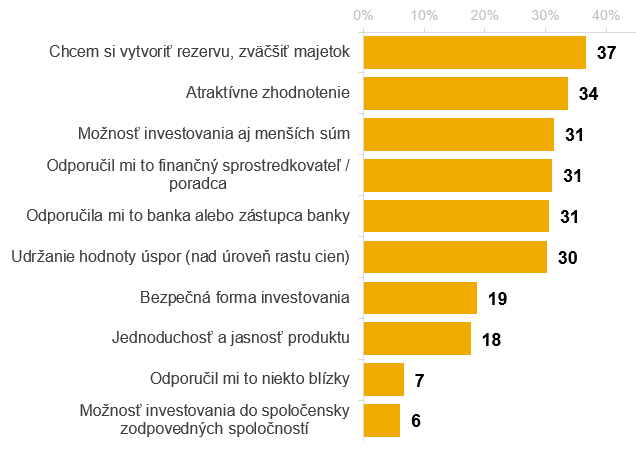 0% 10% 20% 30% 40%
Chcem si vytvoriť rezervu, zväčšiť majetok 37
Atraktívne zhodnotenie 34
Možnosť investovania aj menších súm 31
Odporučil mi to finančný sprostredkovateľ /
poradca 31
Odporučila mi to banka alebo zástupca banky 31
Udržanie hodnoty úspor (nad úroveň rastu cien) 30
Bezpečná forma investovania 19
Jednoduchosť a jasnosť produktu 18
Odporučil mi to niekto blízky 7
Možnosť investovania do spoločensky
zodpovedných spoločností 6